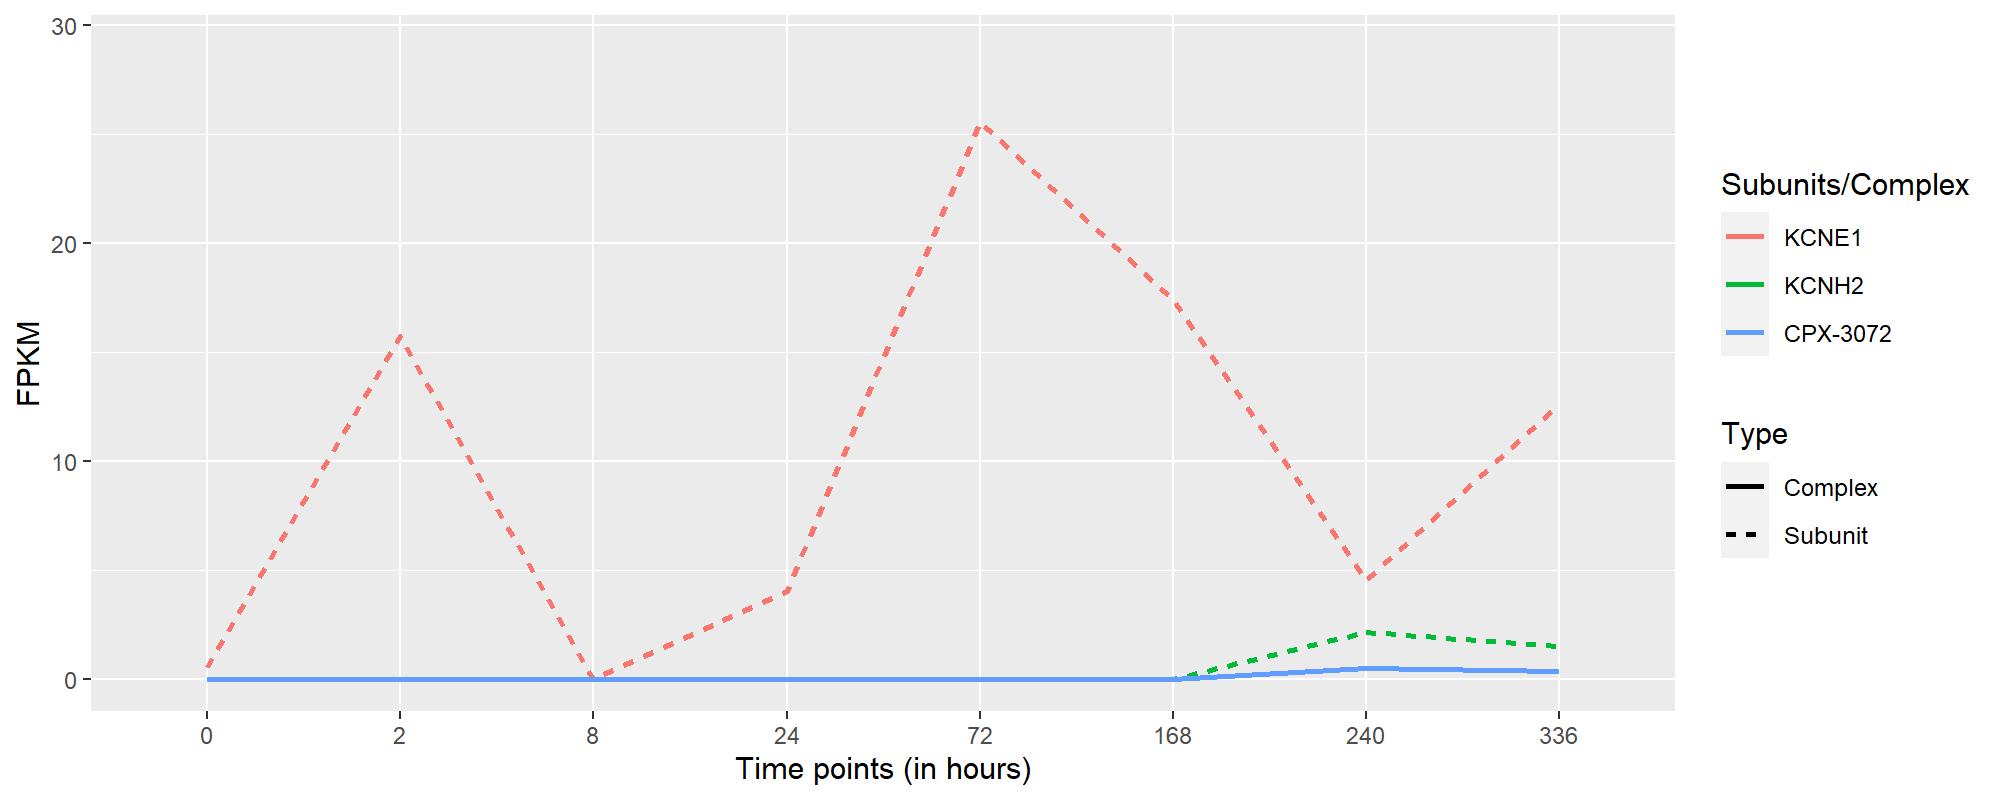 30
20
10
0
FPKM
0 2 8 24 72 168 240 336
Time points (in hours)
Subunits/Complex
KCNE1
KCNH2
CPX-3072
Type
Complex
Subunit